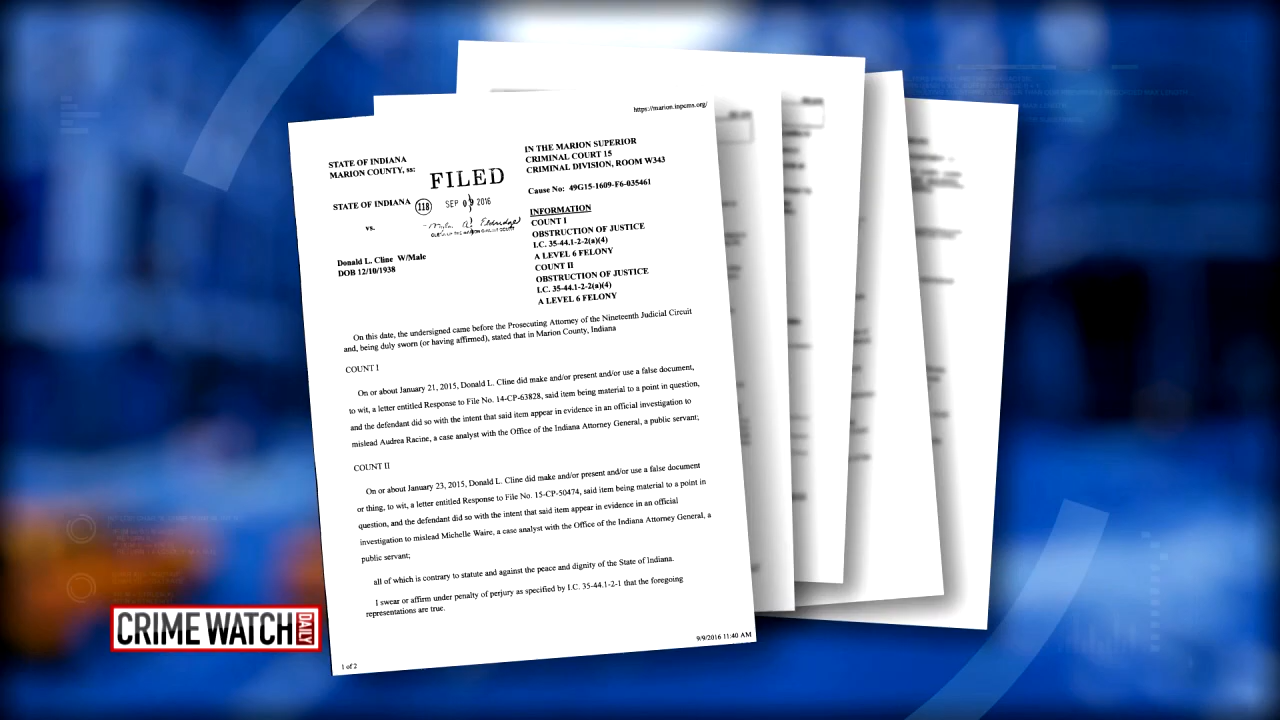 https://marion.inpcms.org/
STATE OF INDIANA
MARION COUNTY, ss:
FILED
IN THE MARION SUPERIOR
CRIMINAL COURT 15
CRIMINAL DIVISION, ROOM W343
STATE OF INDIANA
118
SEP 09 2016
Cause No: 49G15-1609-F6-035461
vs.
Myla A. Eldridge
INFORMATION
COUNT I
OBSTRUCTION OF JUSTICE
I.C. 35-44.1-2-2(a)(4)
A LEVEL 6 FELONY
COUNT II
OBSTRUCTION OF JUSTICE
I.C. 35-44.1-2-2(a)(4)
A LEVEL 6 FELONY
Donald L. Cline W/Male
DOB 12/10/1938
On this date, the undersigned came before the Prosecuting Attorney of the Nineteenth Judicial Circuit
and, being duly sworn (or having affirmed), stated that in Marion County, Indiana
COUNT I
On or about January 21, 2015, Donald L. Cline did make and/or present and/or use a false document,
to wit, a letter entitled Response to File No. 14-CP-63828, said item being material to a point in question,
and the defendant did so with the intent that said item appear in evidence in an official investigation to
mislead Audrea Racine, a case analyst with the Office of the Indiana Attorney General, a public servant;
COUNT II
On or about January 23, 2015, Donald L. Cline did make and/or present and/or use a false document
or thing, to wit, a letter entitled Response to File No. 15-CP-50474, said item being material to a point in
question, and the defendant did so with the intent that said item appear in evidence in an official
investigation to mislead Michelle Waire, a case analyst with the Office of the Indiana Attorney General, a
public servant;
all of which is contrary to statute and against the peace and dignity of the State of Indiana.
I swear or affirm under penalty of perjury as specified by I.C. 35-44.1-2-1 that the foregoing
representations are true.
1 of 2
9/9/2016 11:40 AM
CRIME WATCH DAILY